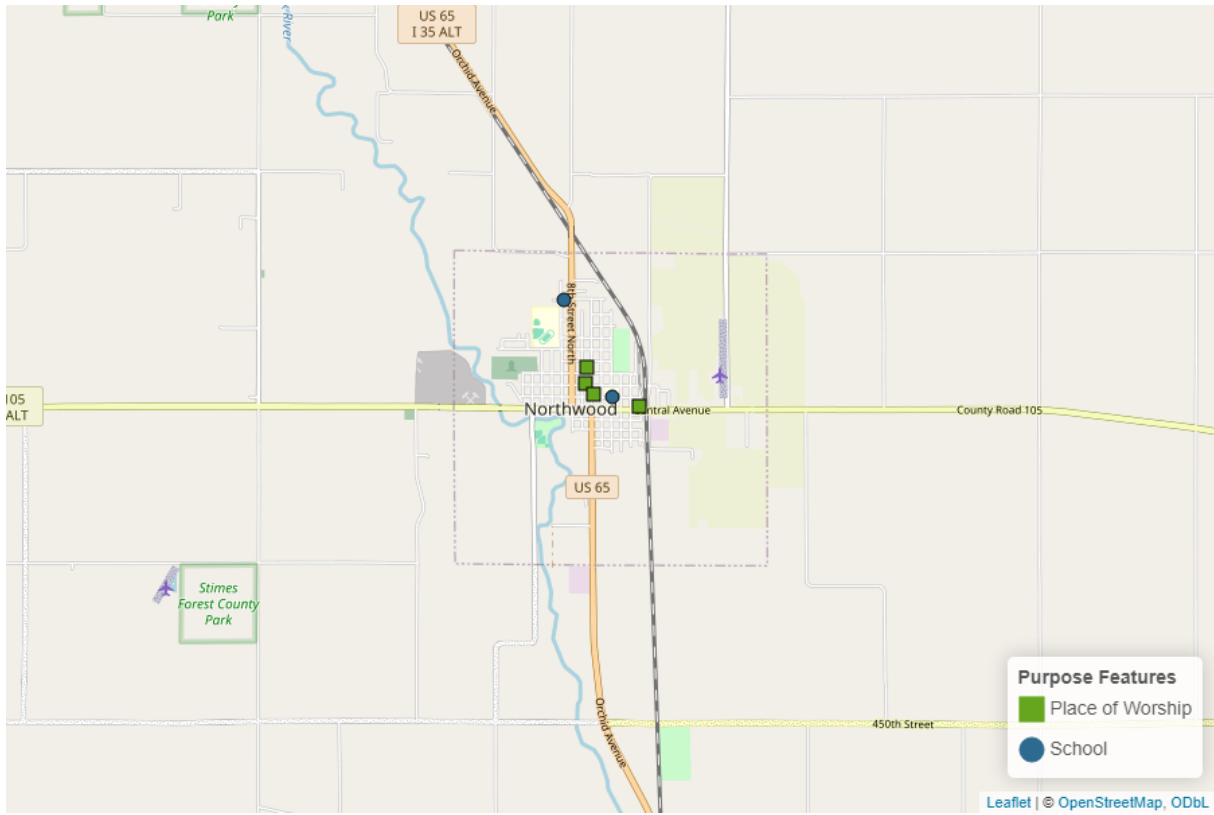 Park
River
US 65
I 35 ALT
Orchid Avenue
8th Street North
105
ALT
Northwood
Central Avenue
County Road 105
US 65
Stimes
Forest County
Park
Orchid Avenue
450th Street
Purpose Features
Place of Worship
School
Leaflet | © OpenStreetMap, ODbL